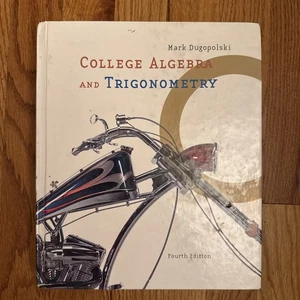 Mark Dugopolski
COLLEGE ALGEBRA
AND TRIGONOMETRY
Fourth Edition